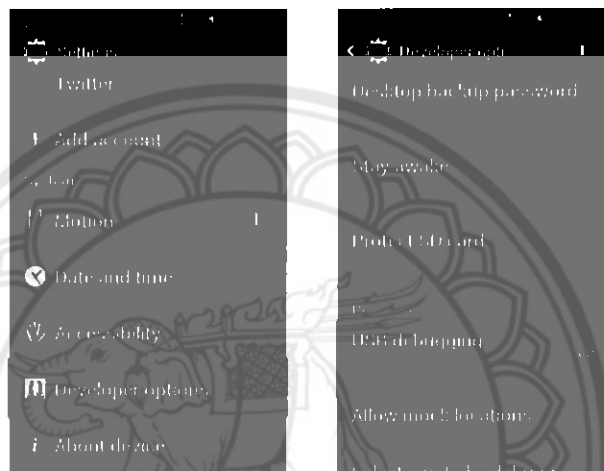 Settings
Twitter
Add account
Motion
Date and time
Accessibility
Developer options
About device
Developer opti
Desktop backup password
Stay awake
Protect SD card
USB debugging
Allow mock locations